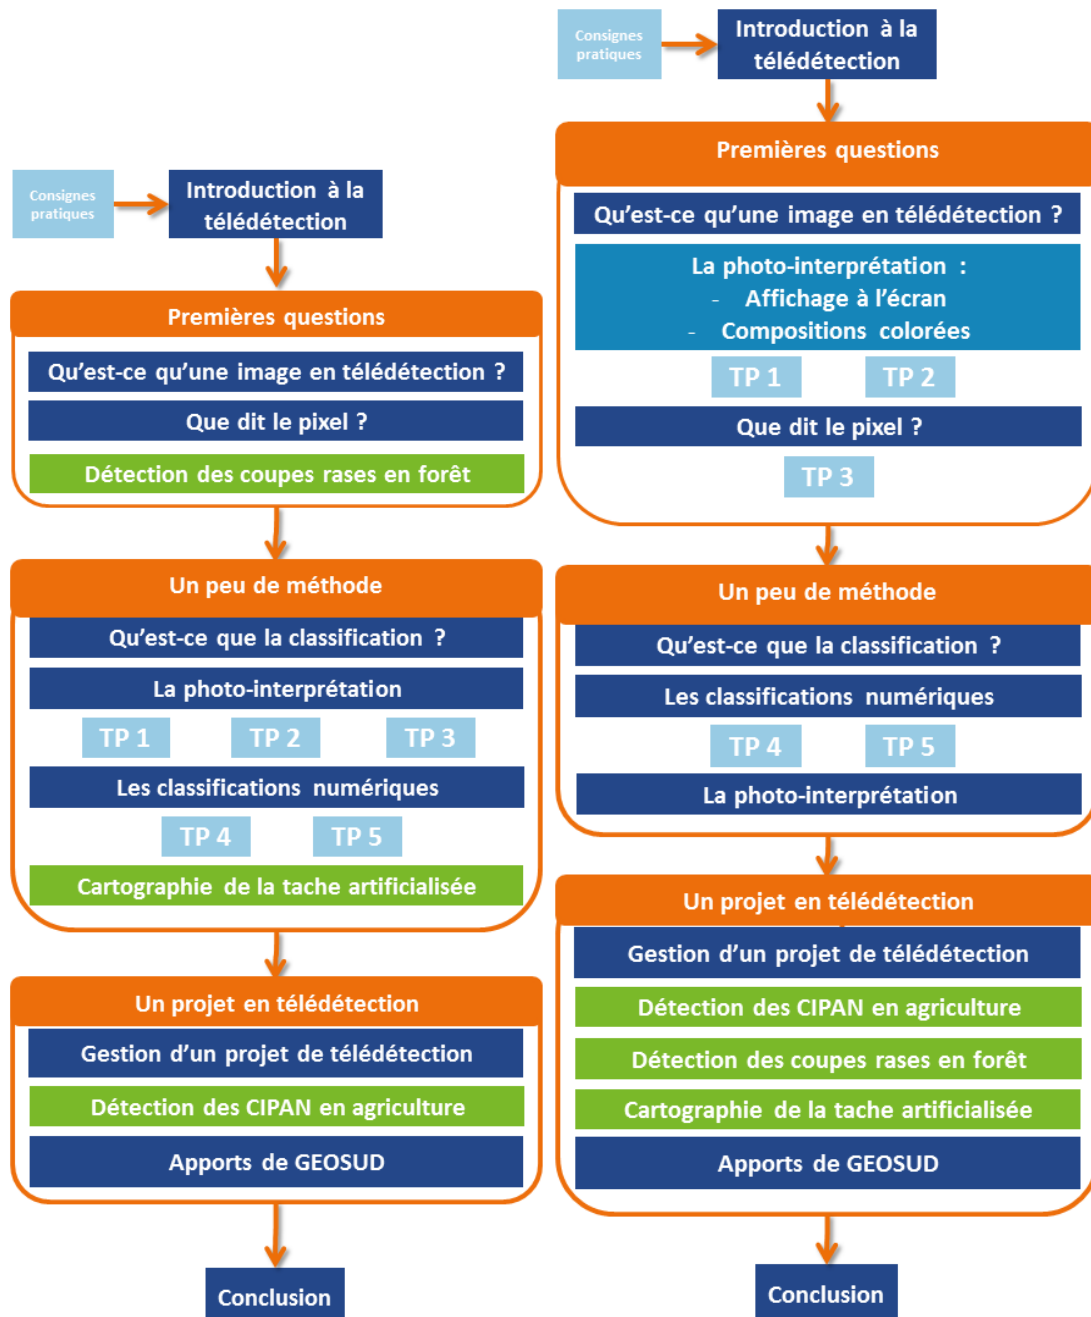 Consignes
pratiques
Introduction à la
télédétection
Premières questions
Qu’est-ce qu’une image en télédétection ?
Que dit le pixel ?
Détection des coupes rases en forêt
Un peu de méthode
Qu’est-ce que la classification ?
La photo-interprétation
TP 1 TP 2 TP 3
Les classifications numériques
TP 4 TP 5
Cartographie de la tache artificialisée
Un projet en télédétection
Gestion d’un projet de télédétection
Détection des CIPAN en agriculture
Apports de GEOSUD
Conclusion
Consignes
pratiques
Introduction à la
télédétection
Premières questions
Qu’est-ce qu’une image en télédétection ?
La photo-interprétation :
- Affichage à l’écran
- Compositions colorées
TP 1 TP 2
Que dit le pixel ?
TP 3
Un peu de méthode
Qu’est-ce que la classification ?
Les classifications numériques
TP 4 TP 5
La photo-interprétation
Un projet en télédétection
Gestion d’un projet de télédétection
Détection des CIPAN en agriculture
Détection des coupes rases en forêt
Cartographie de la tache artificialisée
Apports de GEOSUD
Conclusion